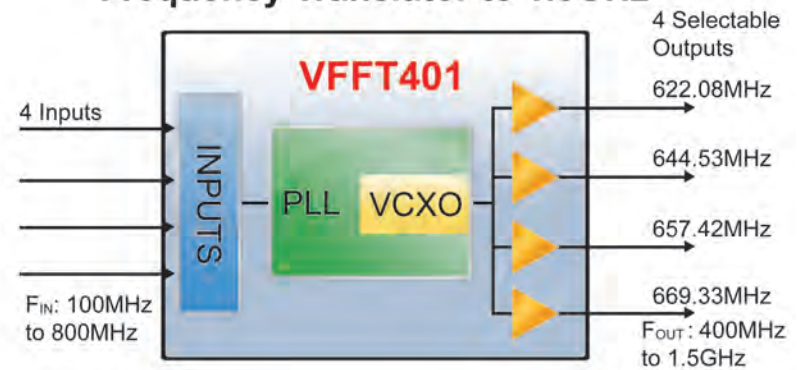 4 Selectable
Outputs
VFFT401
4 Inputs
INPUTS
PLL
VCXO
622.08MHz
644.53MHz
657.42MHz
669.33MHz
FIN: 100MHz
to 800MHz
FOUT: 400MHz
to 1.5GHz